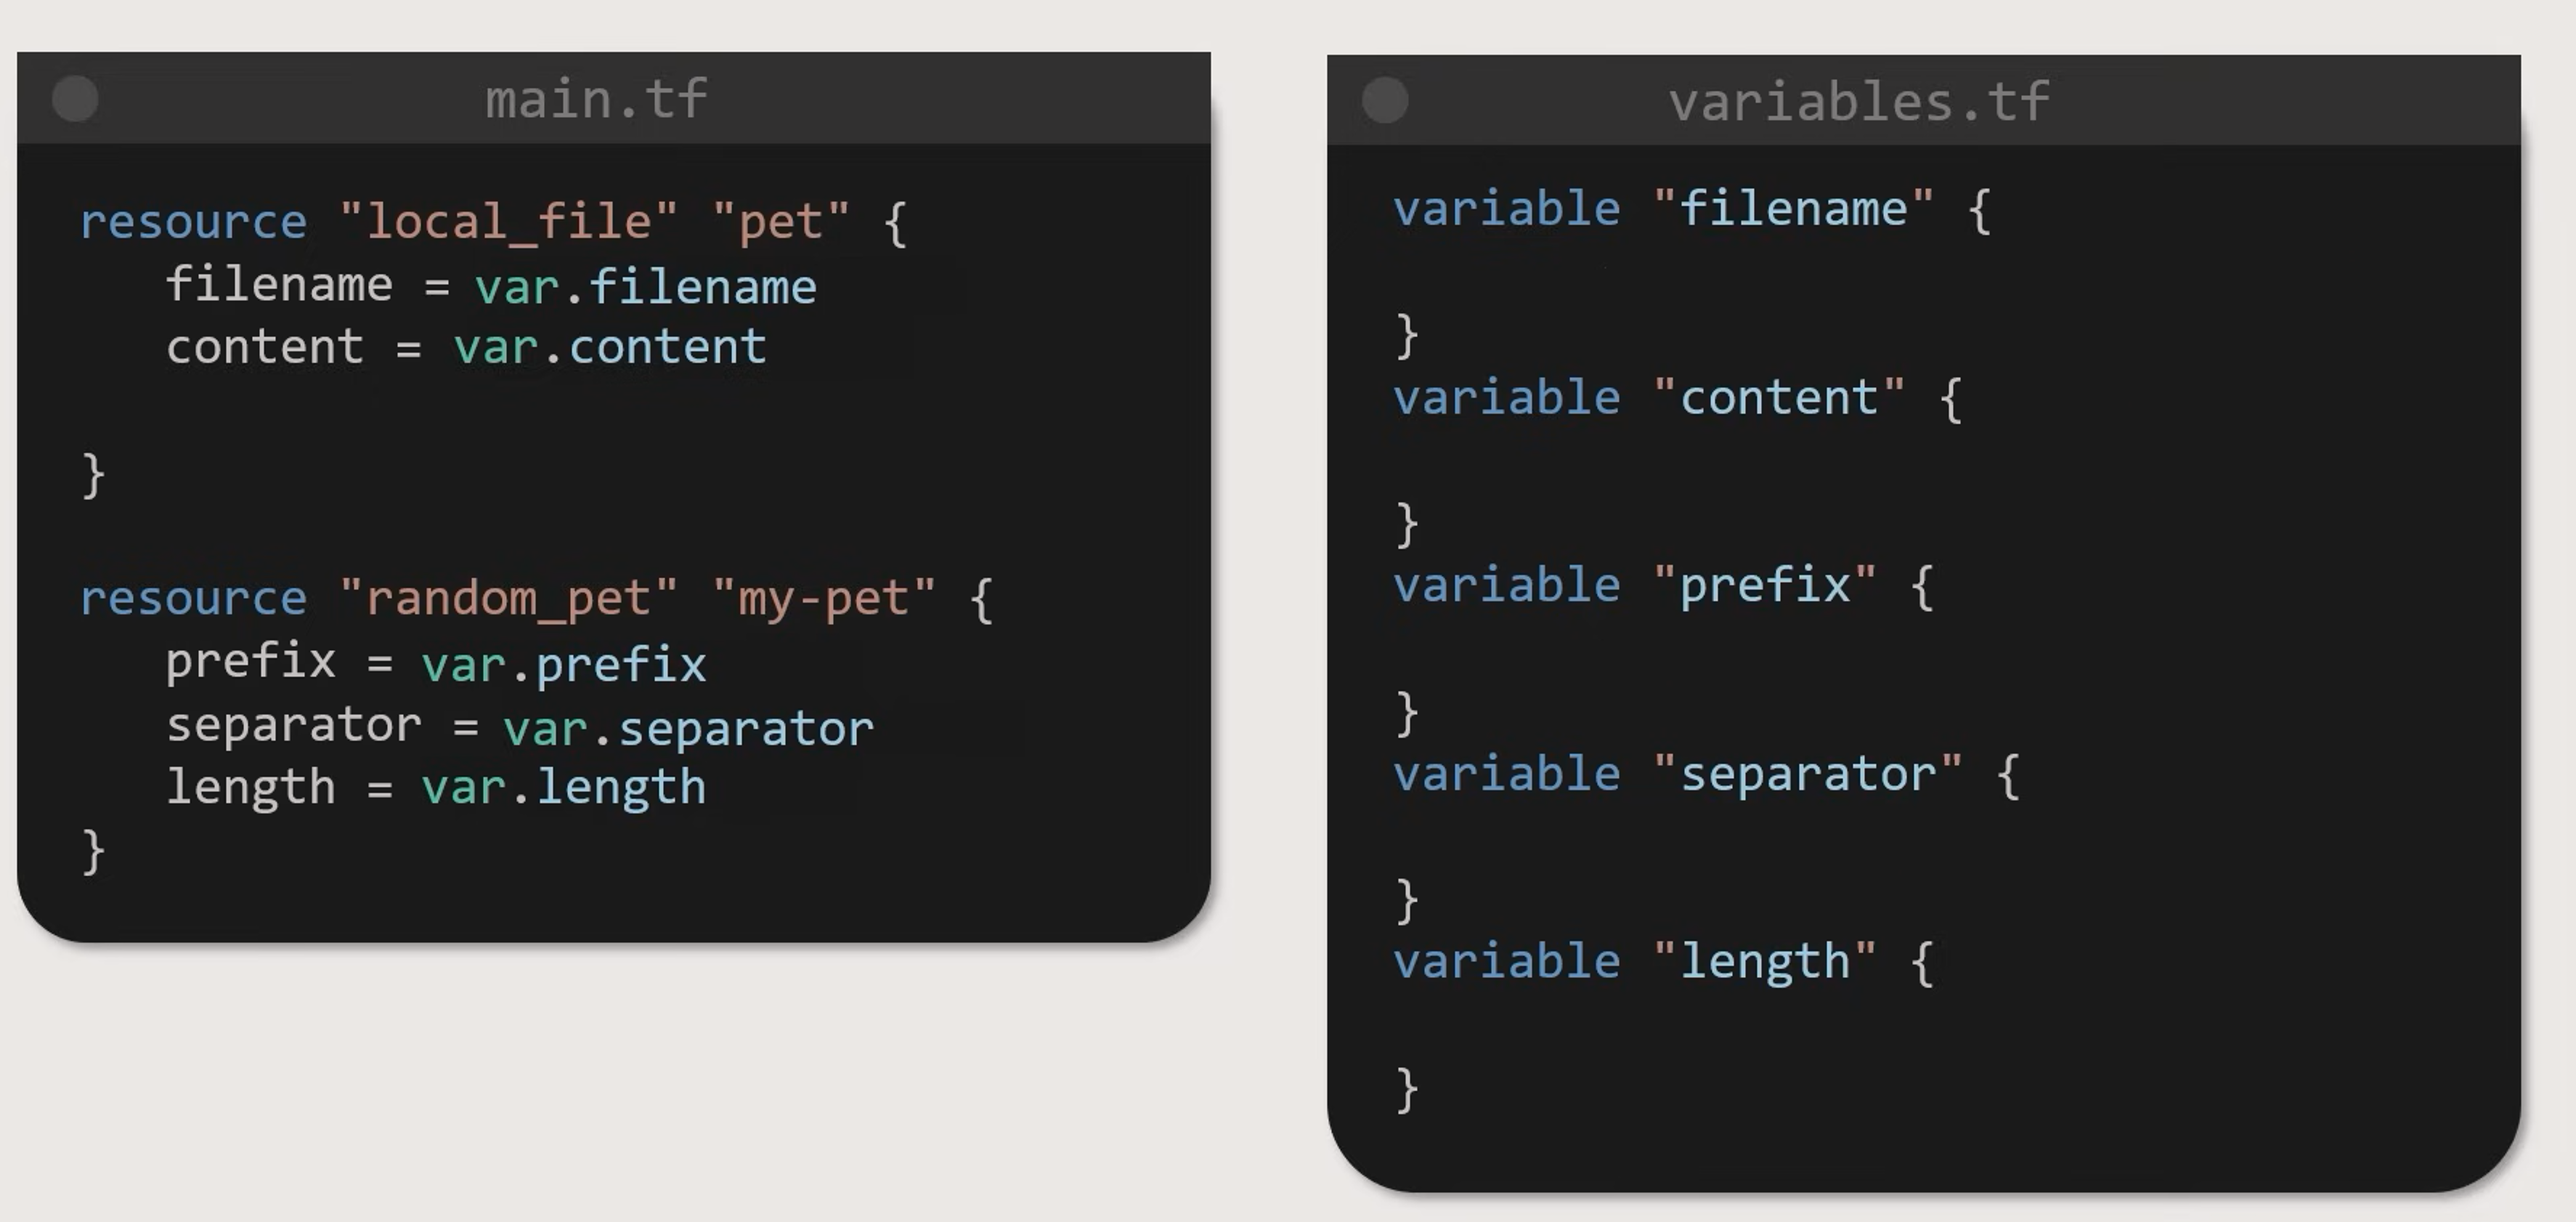 main.tf
resource "local_file" "pet" {
filename = var.filename
content = var.content
}
resource "random_pet" "my-pet" {
prefix = var.prefix
separator = var.separator
length = var.length
}
variables.tf
variable "filename" {
}
variable "content" {
}
variable "prefix" {
}
variable "separator" {
}
variable "length" {
}